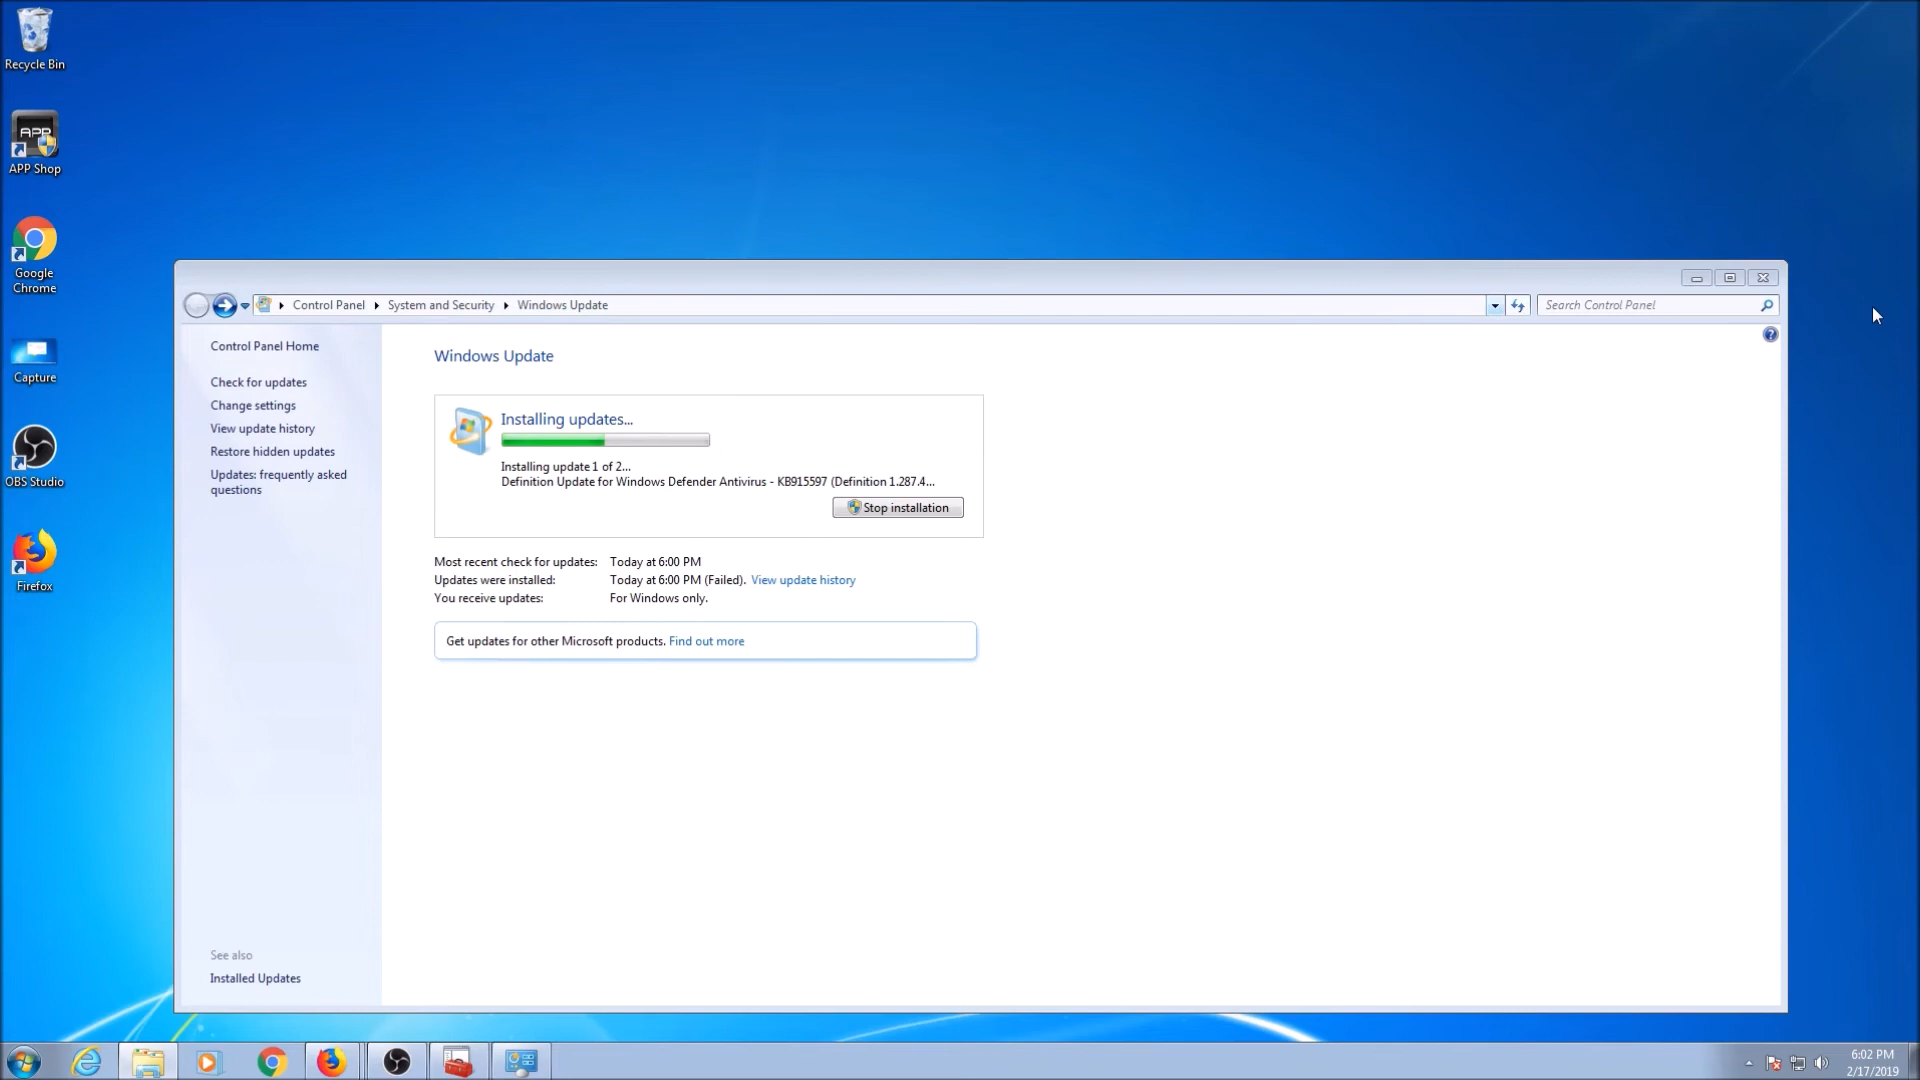 Recycle Bin
APP
APP Shop
Google
Chrome
Capture
OBS Studio
Firefox
Control Panel
System and Security
Windows Update
Search Control Panel
Control Panel Home
Check for updates
Change settings
View update history
Restore hidden updates
Updates: frequently asked
questions
See also
Installed Updates
Windows Update
Installing updates...
Installing update 1 of 2...
Definition Update for Windows Defender Antivirus - KB915597 (Definition 1.287.4...
Stop installation
Most recent check for updates: Today at 6:00 PM
Updates were installed: Today at 6:00 PM (Failed). View update history
You receive updates: For Windows only.
Get updates for other Microsoft products. Find out more
6:02 PM
2/17/2019